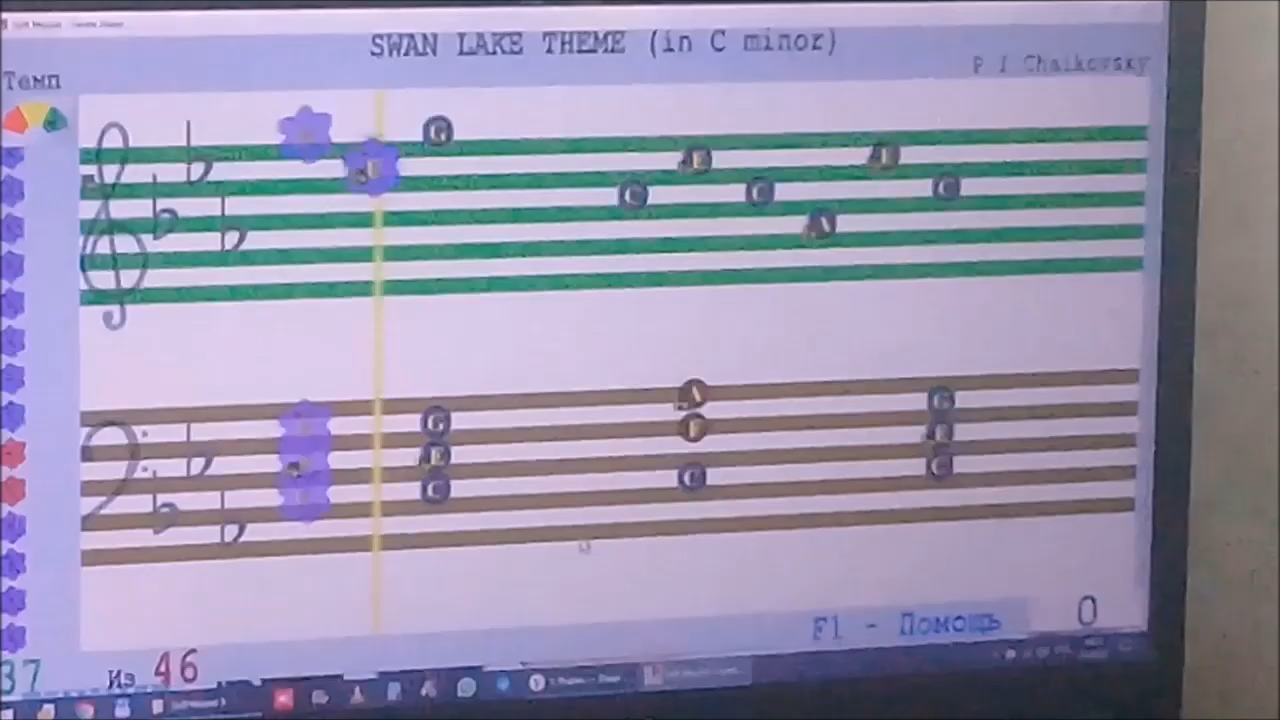 SWAN LAKE THEME (in C minor)
P I Chaikovsky
Темп
G
E
C
C
A
C
G
E
C
A
F
C
G
E
C
F1 - Помощь
0
37 Из 46